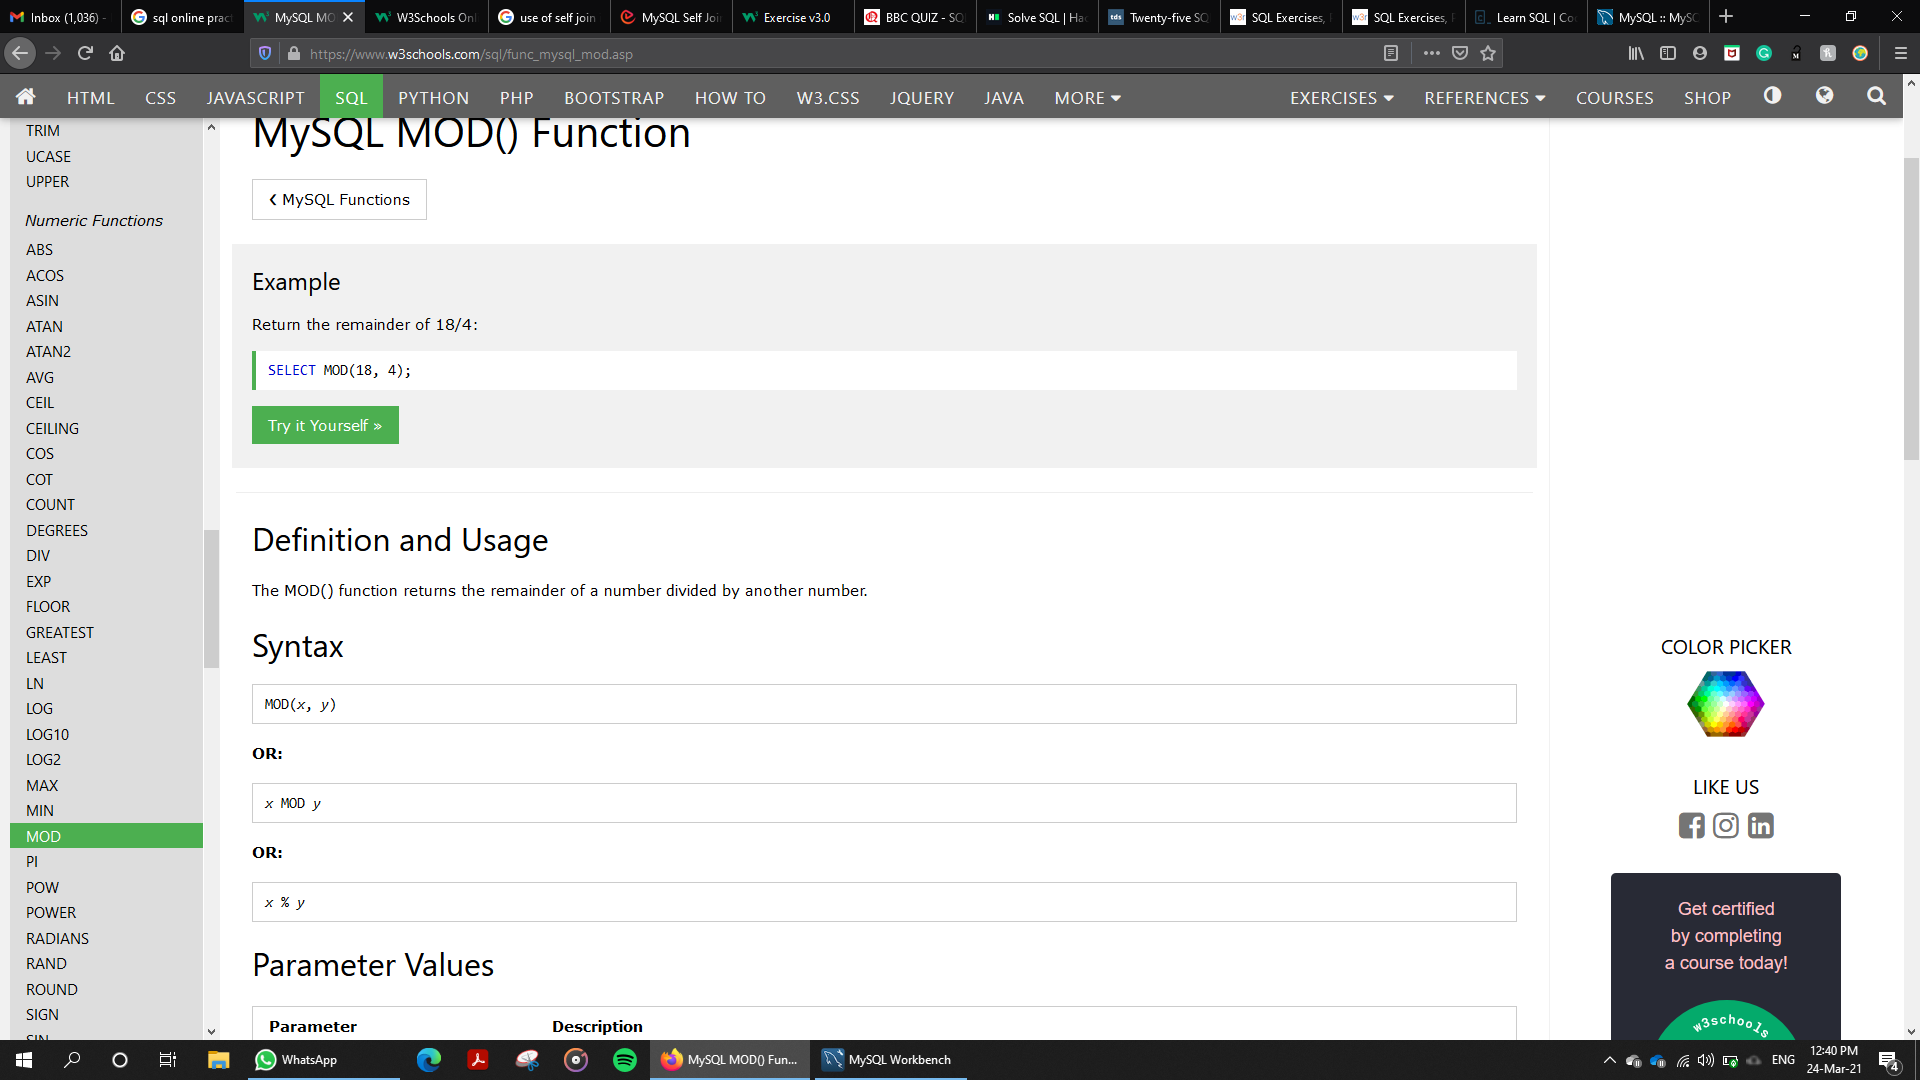 Inbox (1,036) -
sql online pract
MySQL MO
W3Schools Onl
use of self join
MySQL Self Joi
Exercise v3.0
BBC QUIZ - SQ
Solve SQL | Ha
Twenty-five SQ
SQL Exercises, P
SQL Exercises, P
Learn SQL | Co
MySQL :: MySQ
https://www.w3schools.com/sql/func_mysql_mod.asp
HTML CSS JAVASCRIPT SQL PYTHON PHP BOOTSTRAP HOW TO W3.CSS JQUERY JAVA MORE EXERCISES REFERENCES COURSES SHOP
TRIM
UCASE
UPPER
Numeric Functions
ABS
ACOS
ASIN
ATAN
ATAN2
AVG
CEIL
CEILING
COS
COT
COUNT
DEGREES
DIV
EXP
FLOOR
GREATEST
LEAST
LN
LOG
LOG10
LOG2
MAX
MIN
MOD
PI
POW
POWER
RADIANS
RAND
ROUND
SIGN
SIN
MySQL MOD() Function
❮ MySQL Functions
Example
Return the remainder of 18/4:
SELECT MOD(18, 4);
Try it Yourself »
Definition and Usage
The MOD() function returns the remainder of a number divided by another number.
Syntax
MOD(x, y)
OR:
x MOD y
OR:
x % y
Parameter Values
Parameter Description
COLOR PICKER
LIKE US
Get certified
by completing
a course today!
w3schools
WhatsApp
MySQL MOD() Fun...
MySQL Workbench
ENG
12:40 PM
24-Mar-21
4